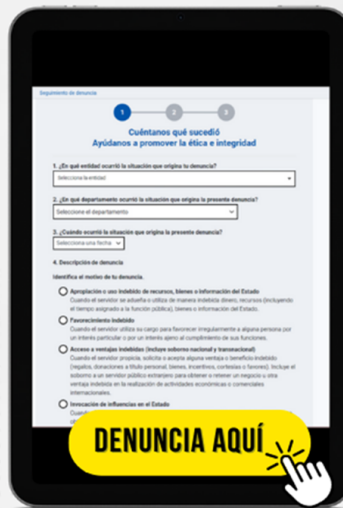 Seguimiento de denuncia
1 2 3
Cuéntanos qué sucedió
Ayúdanos a promover la ética e integridad
1. ¿En qué entidad ocurrió la situación que origina tu denuncia?
Selecciona la entidad
2. ¿En qué departamento ocurrió la situación que origina la presente denuncia?
Seleccione el departamento
3. ¿Cuándo ocurrió la situación que origina la presente denuncia?
Selecciona una fecha
4. Descripción de denuncia
Identifica el motivo de tu denuncia.
Apropiación o uso indebido de recursos, bienes o información del Estado
Cuando el servidor se adueña o utiliza de manera indebida dinero, recursos (incluyendo
el tiempo asignado a la función pública), bienes o información del Estado.
Favorecimiento indebido
Cuando el servidor utiliza su cargo para favorecer irregularmente a alguna persona por
un interés particular o por un interés ajeno al cumplimiento de sus funciones.
Acceso a ventajas indebidas (incluye soborno nacional y transnacional)
Cuando el servidor propicia, solicita o acepta alguna ventaja o beneficio indebido
(regalos, donaciones a título personal, bienes, incentivos, cortesías o favores). Incluye el
soborno a un servidor público extranjero para obtener o retener un negocio u otra
ventaja indebida en la realización de actividades económicas o comerciales
internacionales.
Invocación de influencias en el Estado
DENUNCIA AQUÍ